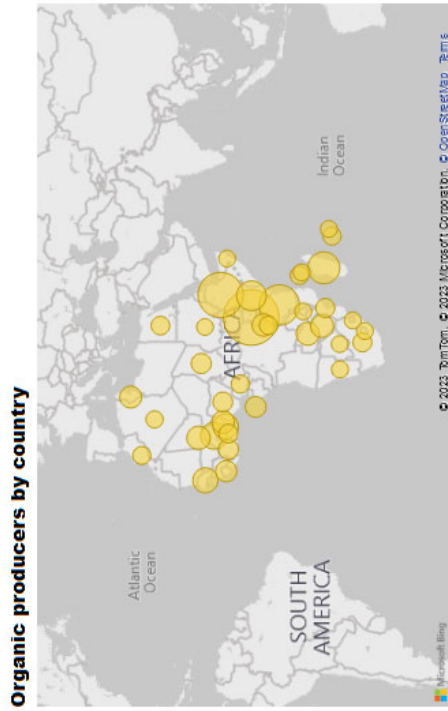 Organic producers by country
Atlantic
Ocean
AFRIC
Indian
Ocean
SOUTH
AMERICA
Microsoft Bing
© 2023 TomTom, © 2023 Microsoft Corporation, © OpenStreetMap Terms